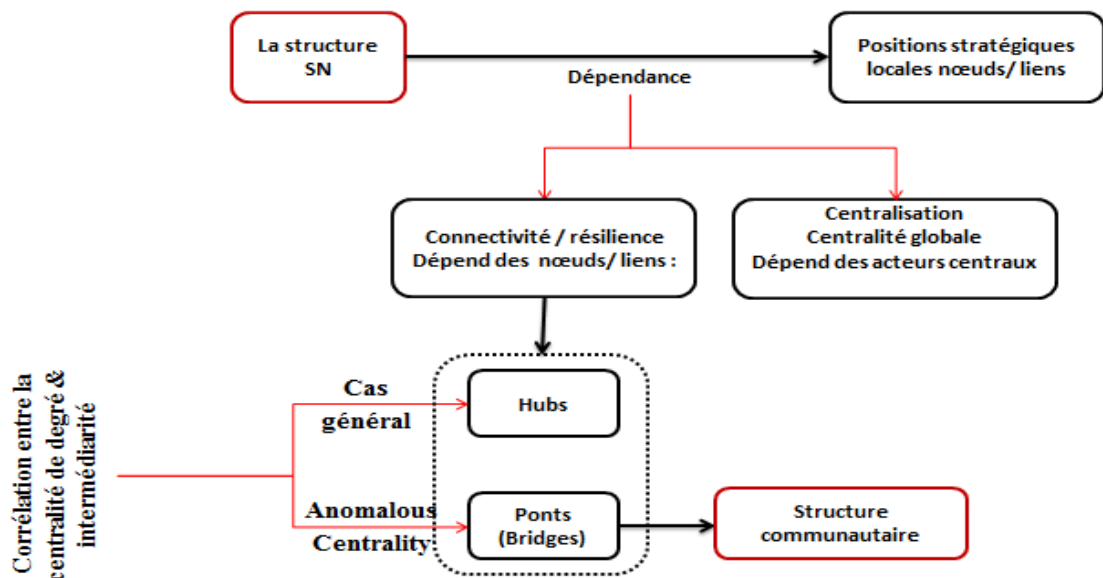 La structure
SN
Positions stratégiques
locales nœuds/ liens
Dépendance
Connectivité / résilience
Dépend des nœuds/ liens :
Centralisation
Centralité globale
Dépend des acteurs centraux
Corrélation entre la
centralité de degré &
intermédiarité
Cas
général
Hubs
Anomalous
Centrality
Ponts
(Bridges)
Structure
communautaire